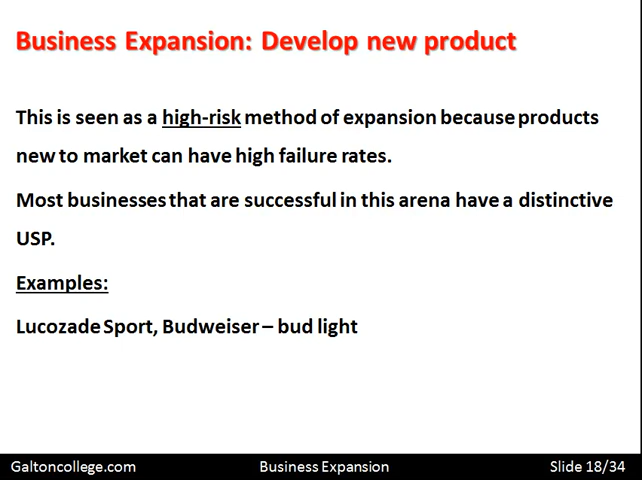 Business Expansion: Develop new product
This is seen as a high-risk method of expansion because products
new to market can have high failure rates.
Most businesses that are successful in this arena have a distinctive
USP.
Examples:
Lucozade Sport, Budweiser – bud light
Galtoncollege.com Business Expansion Slide 18/34